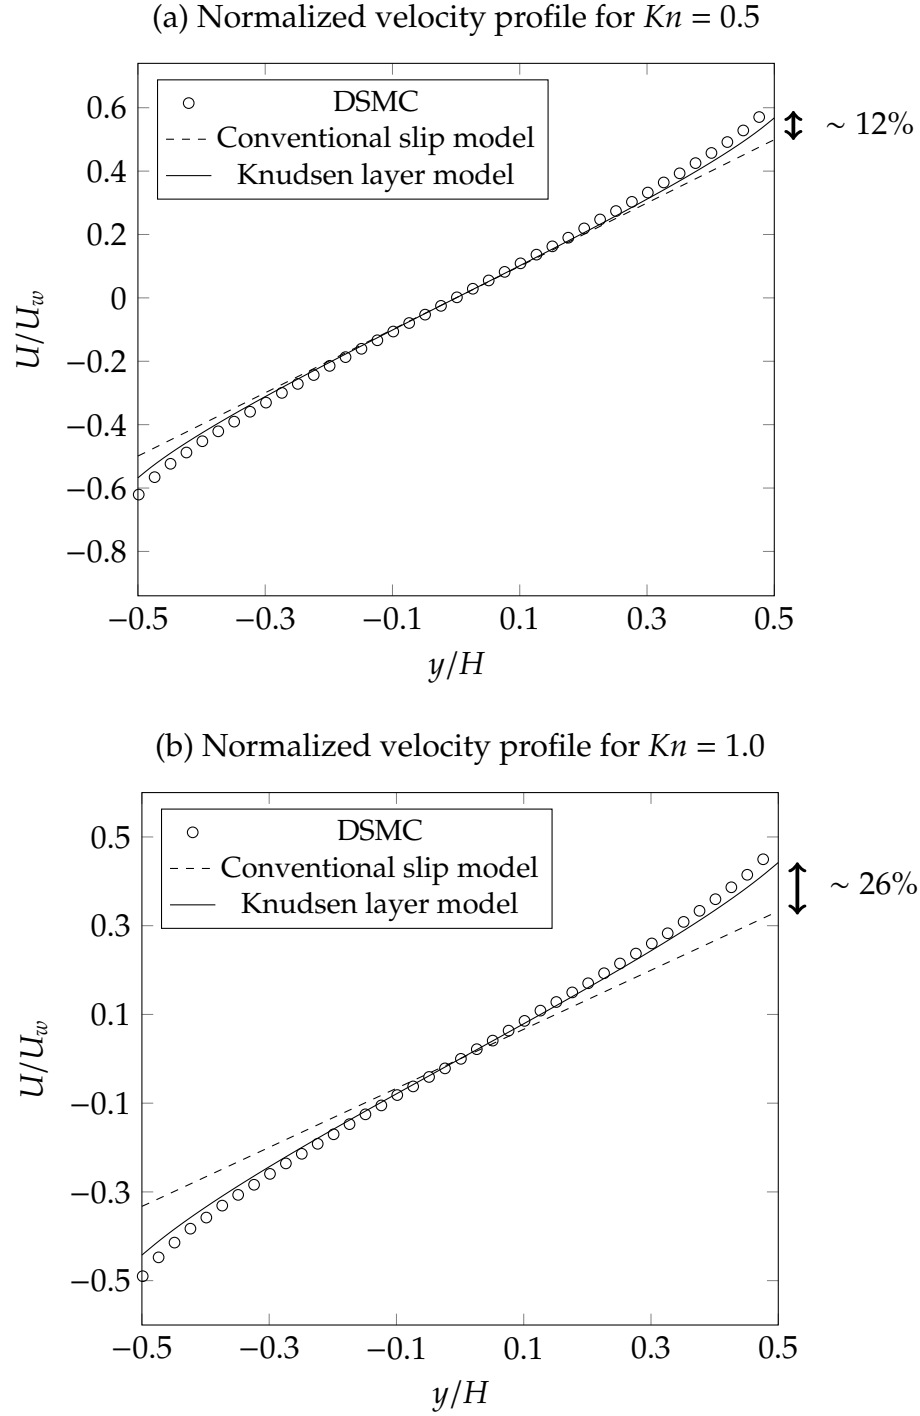 (a) Normalized velocity profile for Kn = 0.5
DSMC
Conventional slip model
Knudsen layer model
0.6
0.4
0.2
0
−0.2
−0.4
−0.6
−0.8
∼ 12%
U/U_w
−0.5
−0.3
−0.1
0.1
0.3
0.5
y/H
(b) Normalized velocity profile for Kn = 1.0
DSMC
Conventional slip model
Knudsen layer model
0.5
0.3
0.1
−0.1
−0.3
−0.5
∼ 26%
U/U_w
−0.5
−0.3
−0.1
0.1
0.3
0.5
y/H